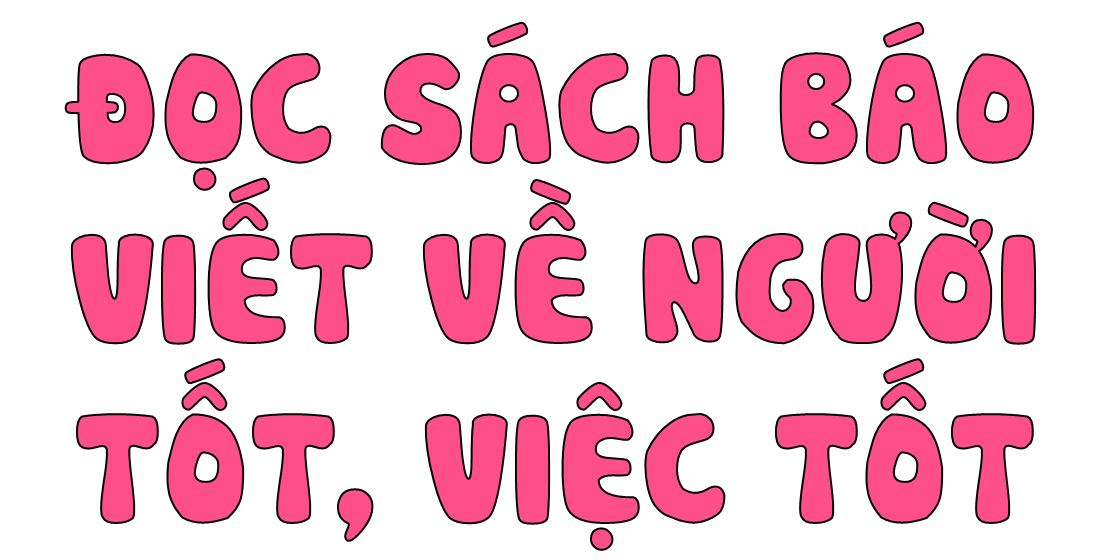 ĐỌC SÁCH BÁO
VIẾT VỀ NGƯỜI
TỐT, VIỆC TỐT